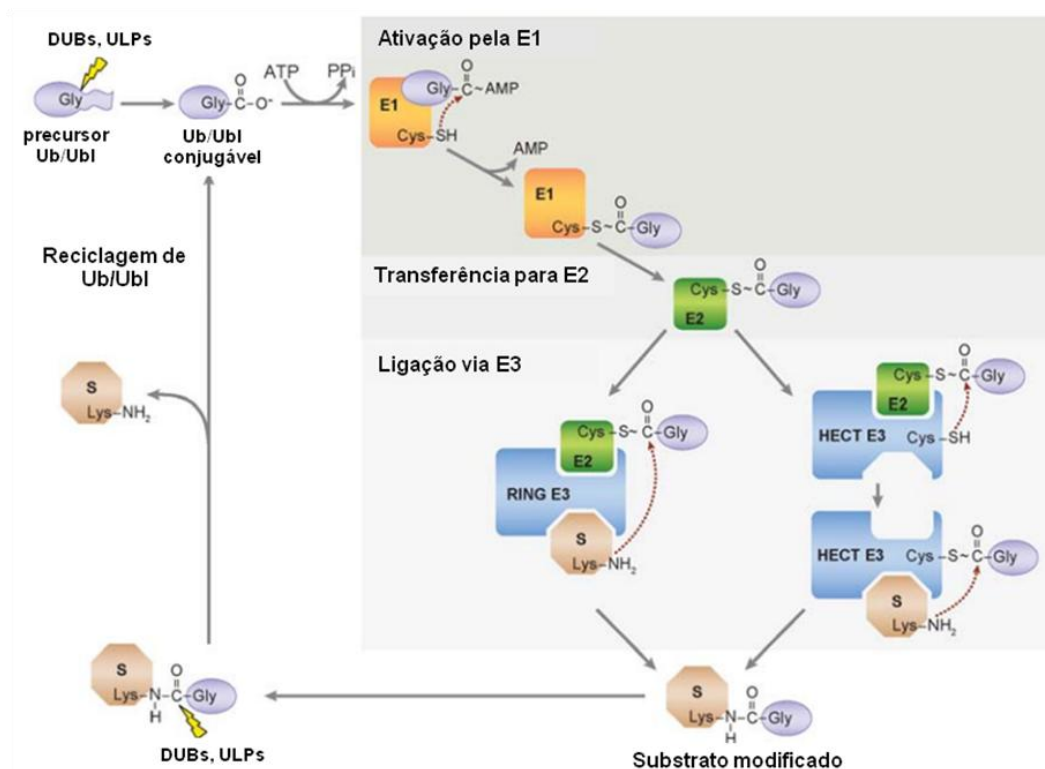 DUBs, ULPs
Gly
precursor
Ub/Ubl
Gly-C-O-
O
Ub/Ubl
conjugável
ATP
PPi
Ativação pela E1
E1
Gly
O
C~AMP
Cys-SH
AMP
E1
O
Cys-S~C-Gly
Reciclagem de
Ub/Ubl
Transferência para E2
O
Cys-S~C-Gly
E2
Ligação via E3
O
Cys-S~C-Gly
E2
RING E3
S
Lys-NH2
O
Cys-S~C-Gly
E2
HECT E3
Cys-SH
O
HECT E3
Cys-S~C-Gly
S
Lys-NH2
S
Lys-NH2
S
O
Lys-N-C-Gly
H
DUBs, ULPs
S
O
Lys-N-C-Gly
H
Substrato modificado